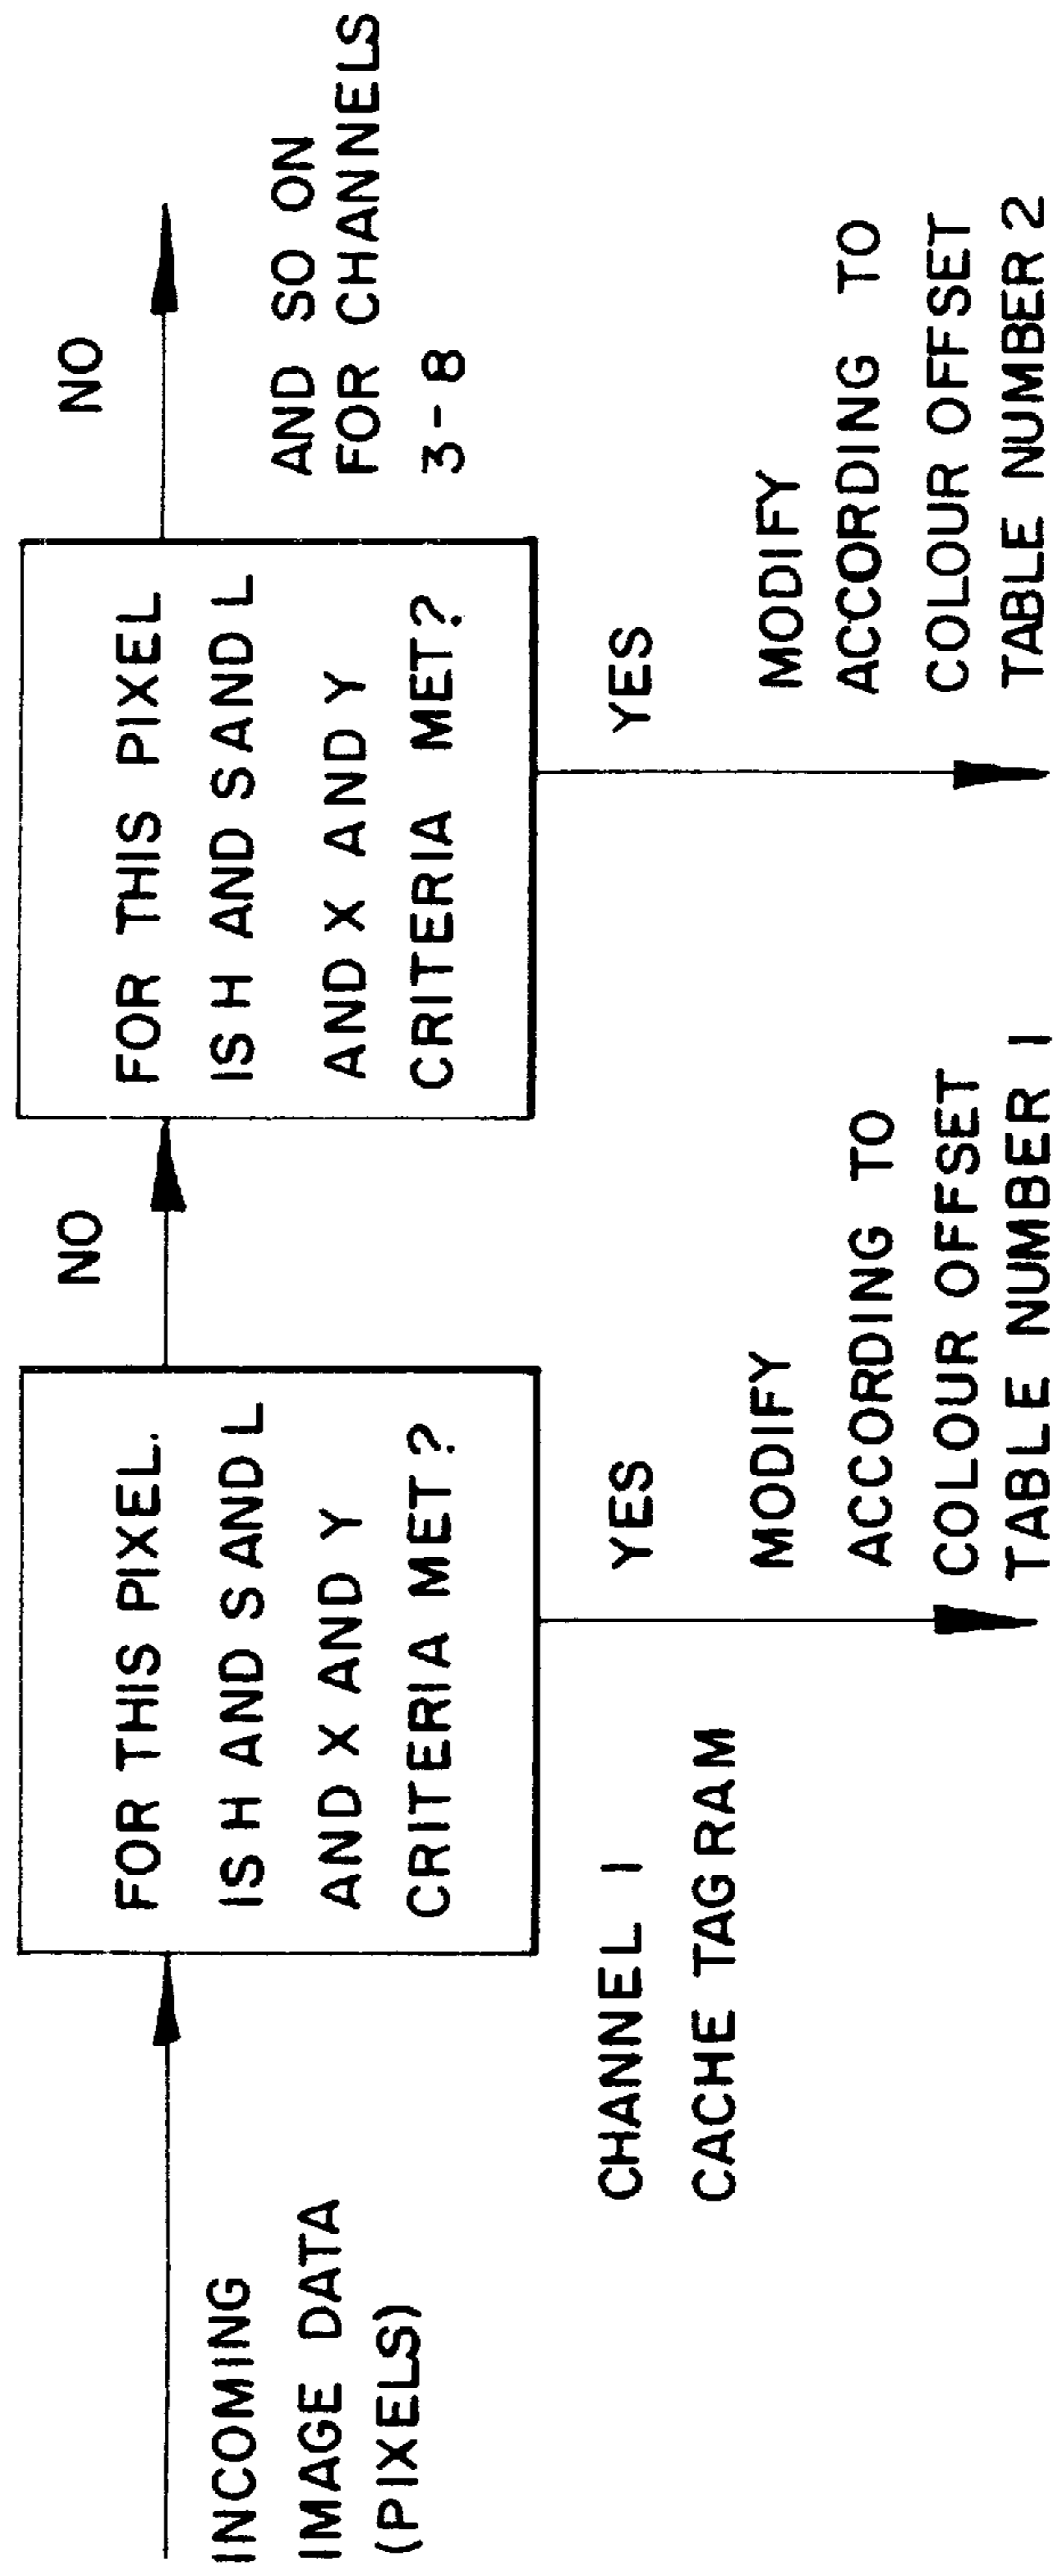 INCOMING
IMAGE DATA
(PIXELS)
FOR THIS PIXEL.
IS H AND S AND L
AND X AND Y
CRITERIA MET?
CHANNEL 1
CACHE TAG RAM
YES
MODIFY
ACCORDING TO
COLOUR OFFSET
TABLE NUMBER 1
NO
FOR THIS PIXEL
IS H AND S AND L
AND X AND Y
CRITERIA MET?
YES
MODIFY
ACCORDING TO
COLOUR OFFSET
TABLE NUMBER 2
NO
AND SO ON
FOR CHANNELS
3-8